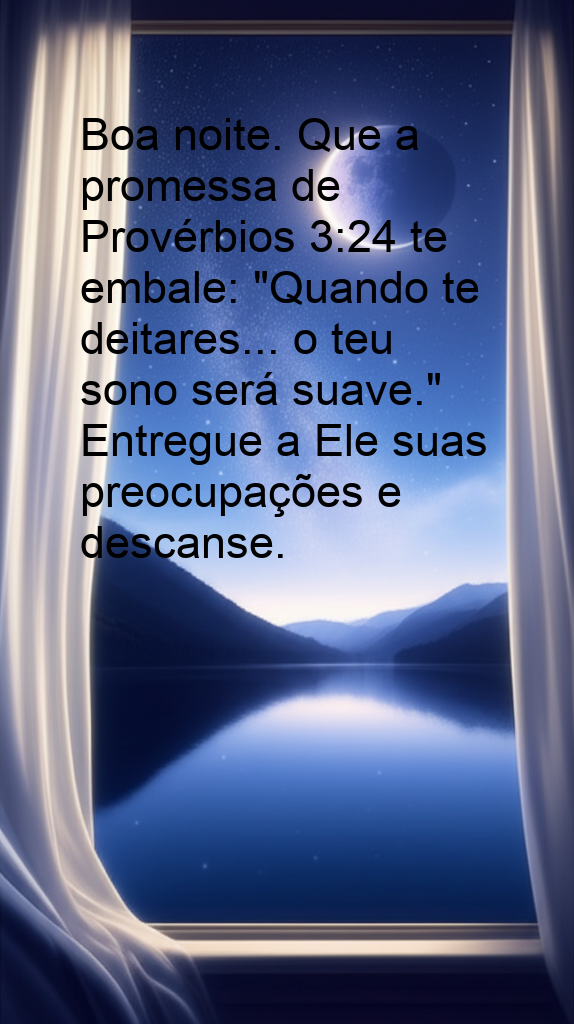 Boa noite. Que a
promessa de
Provérbios 3:24 te
embale: "Quando te
deitares... o teu
sono será suave."
Entregue a Ele suas
preocupações e
descanse.